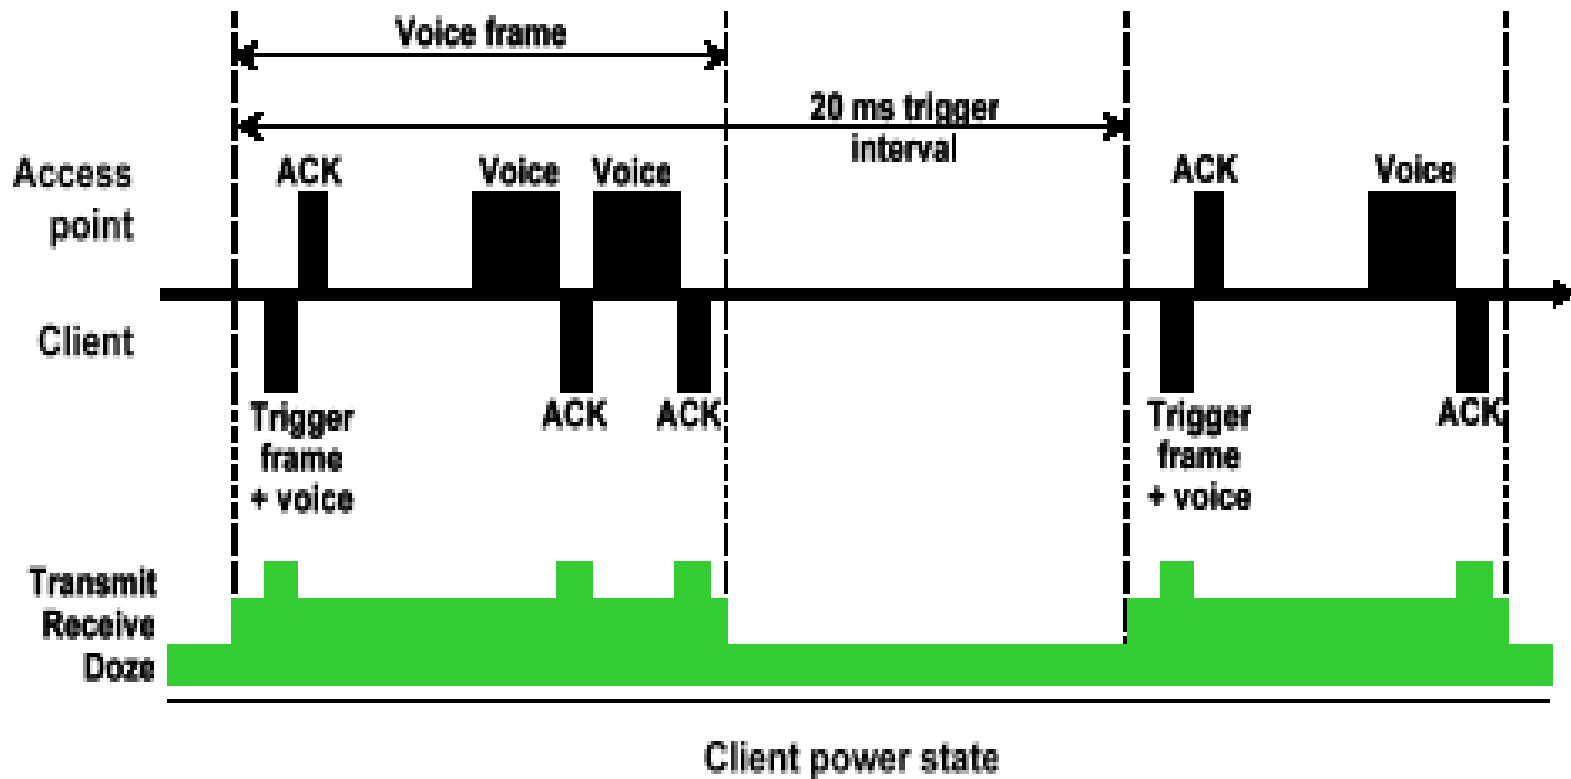 Voice frame
20 ms trigger
interval
Access
point
ACK
Voice
Voice
ACK
Voice
Client
Trigger
frame
+ voice
ACK
ACK
Trigger
frame
+ voice
ACK
Transmit
Receive
Doze
Client power state